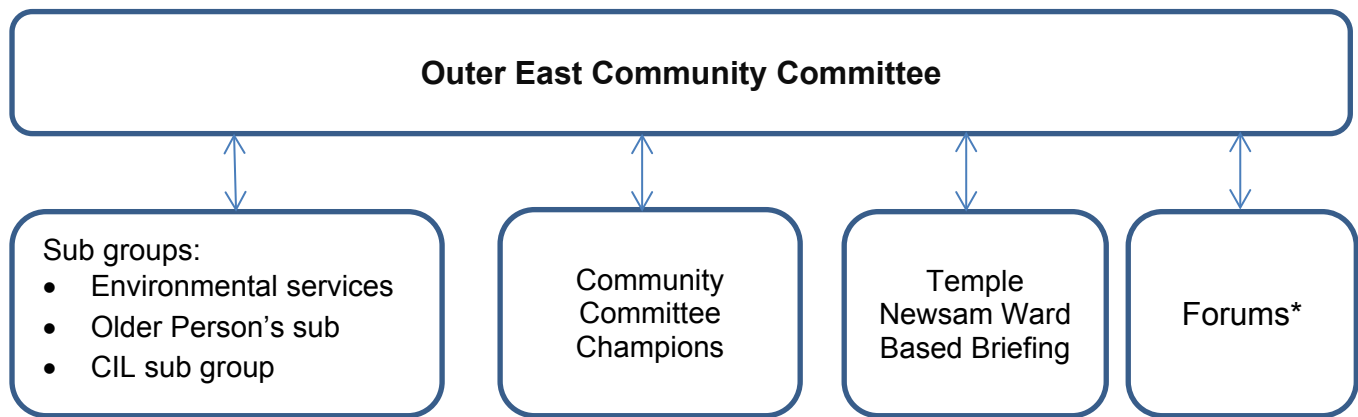 Outer East Community Committee
Sub groups:
• Environmental services
• Older Person's sub
• CIL sub group
Community
Committee
Champions
Temple
Newsam Ward
Based Briefing
Forums*